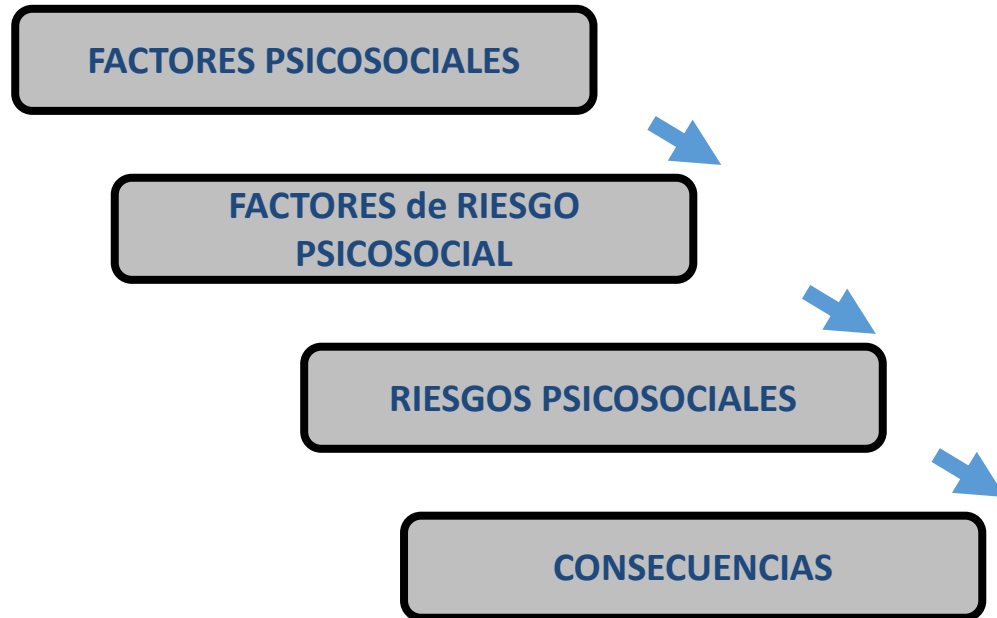 FACTORES PSICOSOCIALES
FACTORES de RIESGO
PSICOSOCIAL
RIESGOS PSICOSOCIALES
CONSECUENCIAS